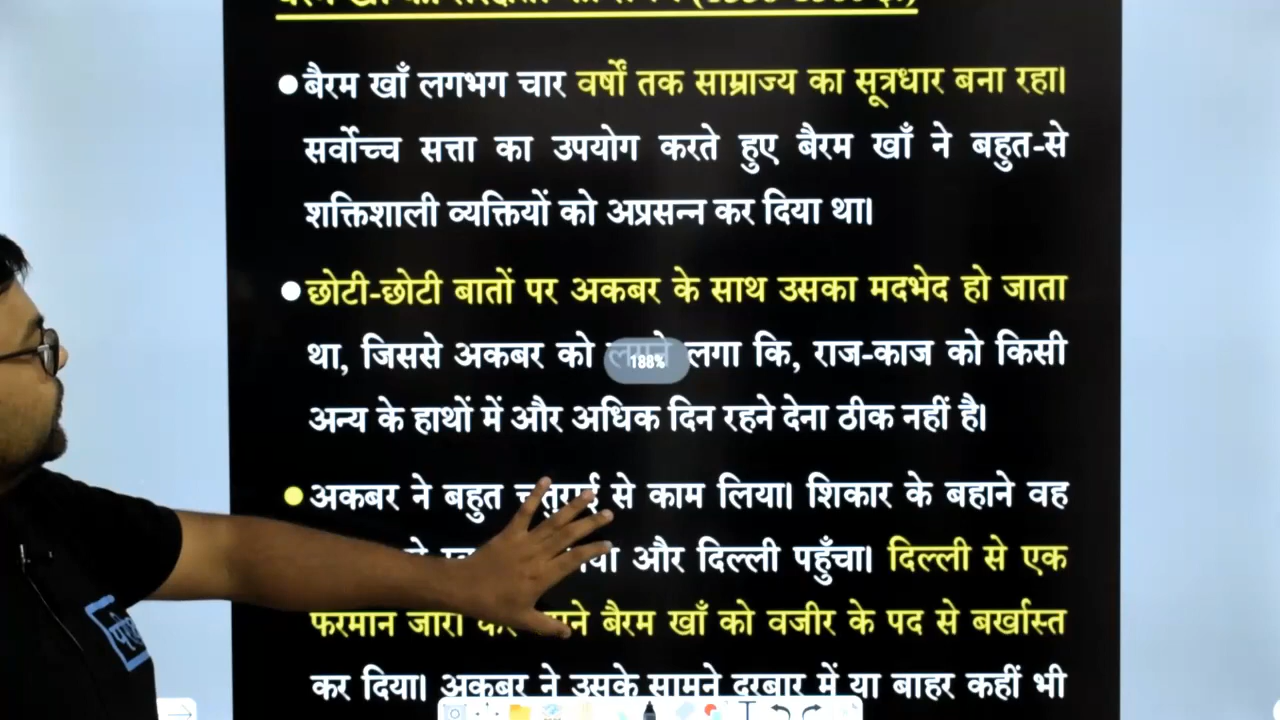 बैरम खाँ लगभग चार वर्षों तक साम्राज्य का सूत्रधार बना रहा।
सर्वोच्च सत्ता का उपयोग करते हुए बैरम खाँ ने बहुत-से
शक्तिशाली व्यक्तियों को अप्रसन्न कर दिया था।
छोटी-छोटी बातों पर अकबर के साथ उसका मदभेद हो जाता
था, जिससे अकबर को लगा कि, राज-काज को किसी
188%
अन्य के हाथों में और अधिक दिन रहने देना ठीक नहीं है।
अकबर ने बहुत चतुराई से काम लिया। शिकार के बहाने वह
और दिल्ली पहुँचा। दिल्ली से एक
फरमान बैरम खाँ को वजीर के पद से बर्खास्त
कर दिया। अकबर ने उसके सामने दरबार में या बाहर कहीं भी